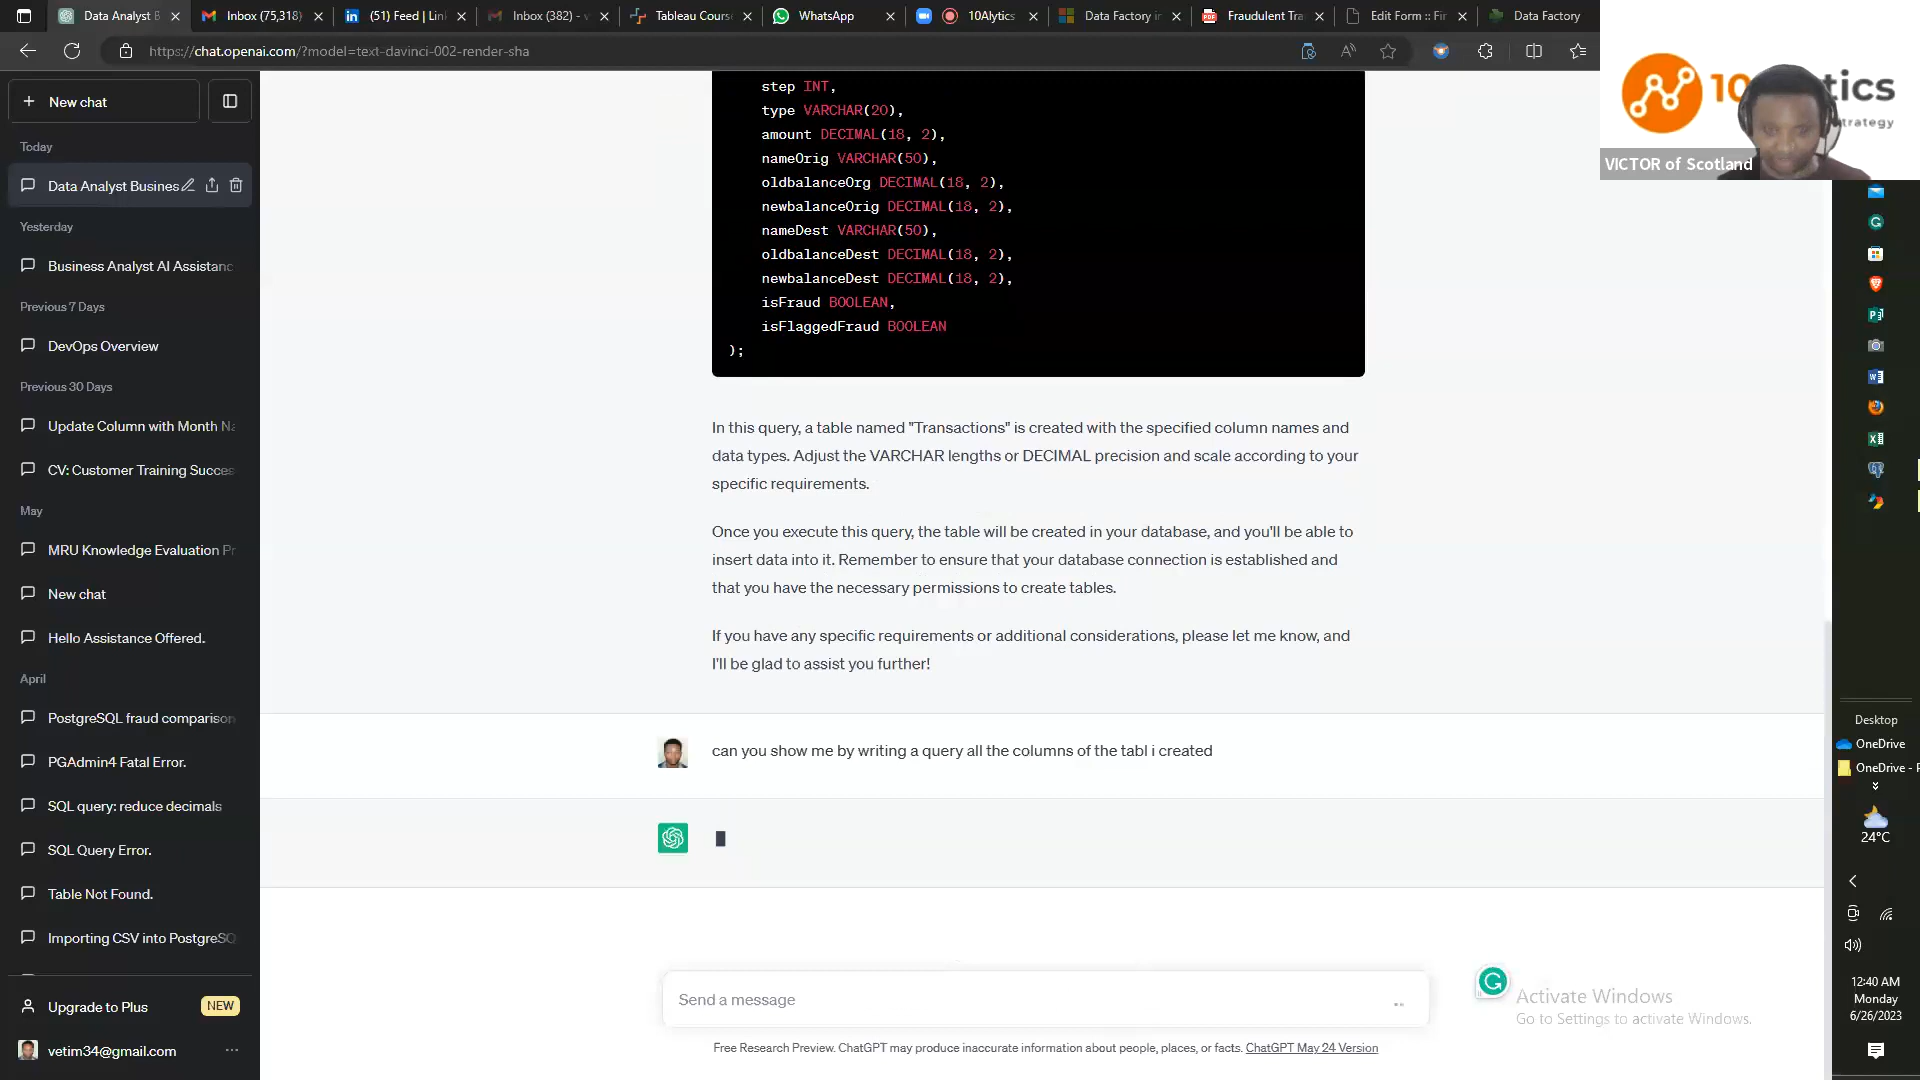 Data Analyst B
Inbox (75,318)
(51) Feed | Lin
Inbox (382) - v
Tableau Course
WhatsApp
10Alytics
Data Factory in
Fraudulent Tra
Edit Form :: Fi
Data Factory
https://chat.openai.com/?model=text-davinci-002-render-sha
New chat
Today
Data Analyst Busines
Yesterday
Business Analyst AI Assistanc
Previous 7 Days
DevOps Overview
Previous 30 Days
Update Column with Month Na
CV: Customer Training Succes
May
MRU Knowledge Evaluation Pr
New chat
Hello Assistance Offered.
April
PostgreSQL fraud comparison
PGAdmin4 Fatal Error.
SQL query: reduce decimals
SQL Query Error.
Table Not Found.
Importing CSV into PostgreSQ
Upgrade to Plus
NEW
vetim34@gmail.com
step INT,
type VARCHAR(20),
amount DECIMAL(18, 2),
nameOrig VARCHAR(50),
oldbalanceOrg DECIMAL(18, 2),
newbalanceOrig DECIMAL(18, 2),
nameDest VARCHAR(50),
oldbalanceDest DECIMAL(18, 2),
newbalanceDest DECIMAL(18, 2),
isFraud BOOLEAN,
isFlaggedFraud BOOLEAN
);
In this query, a table named "Transactions" is created with the specified column names and
data types. Adjust the VARCHAR lengths or DECIMAL precision and scale according to your
specific requirements.
Once you execute this query, the table will be created in your database, and you'll be able to
insert data into it. Remember to ensure that your database connection is established and
that you have the necessary permissions to create tables.
If you have any specific requirements or additional considerations, please let me know, and
I'll be glad to assist you further!
can you show me by writing a query all the columns of the tabl i created
Send a message
Free Research Preview. ChatGPT may produce inaccurate information about people, places, or facts. ChatGPT May 24 Version
Activate Windows
Go to Settings to activate Windows.
10 tics
trategy
VICTOR of Scotland
Desktop
OneDrive
OneDrive - P
24°C
12:40 AM
Monday
6/26/2023